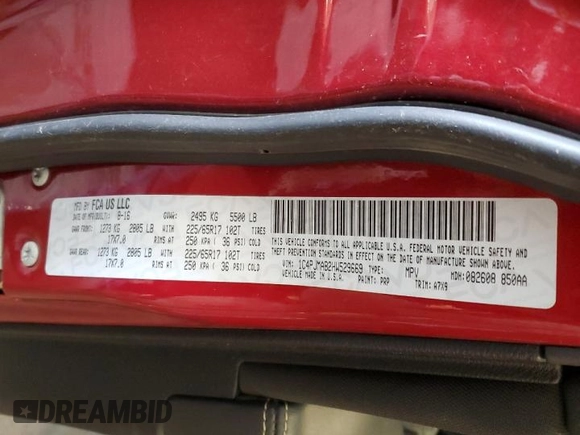 MFD BY FCA US LLC
DATE OF MFR(DULT): 8-16 GVWR: 2495 KG 5500 LB
GAWR FRONT: 1273 KG 2805 LB WITH 225/65R17 102T TIRES
17X7.0 RIMS AT 250 KPA ( 36 PSI) COLD
GAWR REAR: 1273 KG 2805 LB WITH 225/65R17 102T TIRES
17X7.0 RIMS AT 250 KPA ( 36 PSI) COLD
THIS VEHICLE CONFORMS TO ALL APPLICABLE U.S.A. FEDERAL MOTOR VEHICLE SAFETY AND
THEFT PREVENTION STANDARDS IN EFFECT ON THE DATE OF MANUFACTURE SHOWN ABOVE.
VIN: 1C4PJMAB2HW523669 TYPE: MPV MDH: 082608 850AA
MADE IN U.S.A. PAINT: PRP TRIM: A7X9
DREAMBID